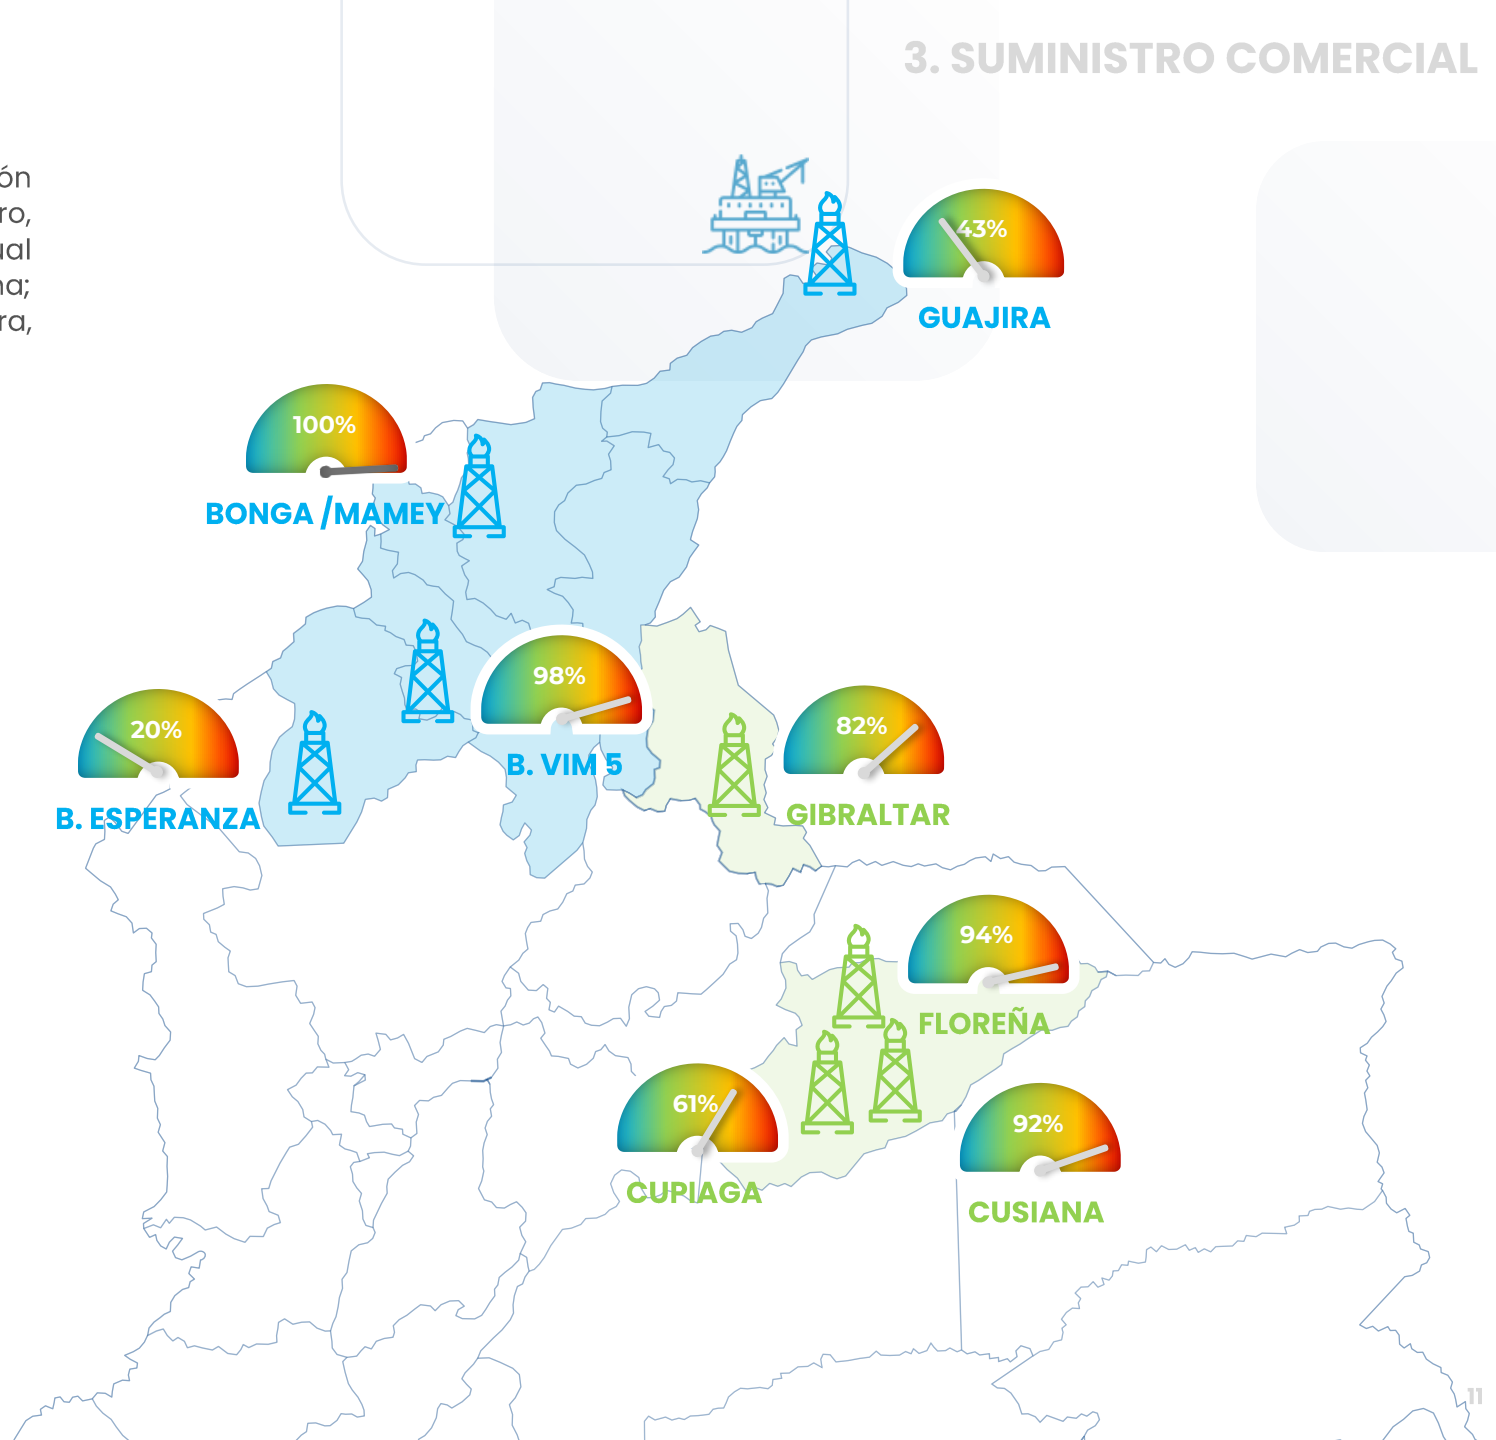 3. SUMINISTRO COMERCIAL
ón
ro,
ual
na;
ra,
43%
GUAJIRA
100%
BONGA /MAMEY
98%
B. VIM 5
20%
B. ESPERANZA
82%
GIBRALTAR
94%
FLOREÑA
61%
CUPIAGA
92%
CUSIANA
11